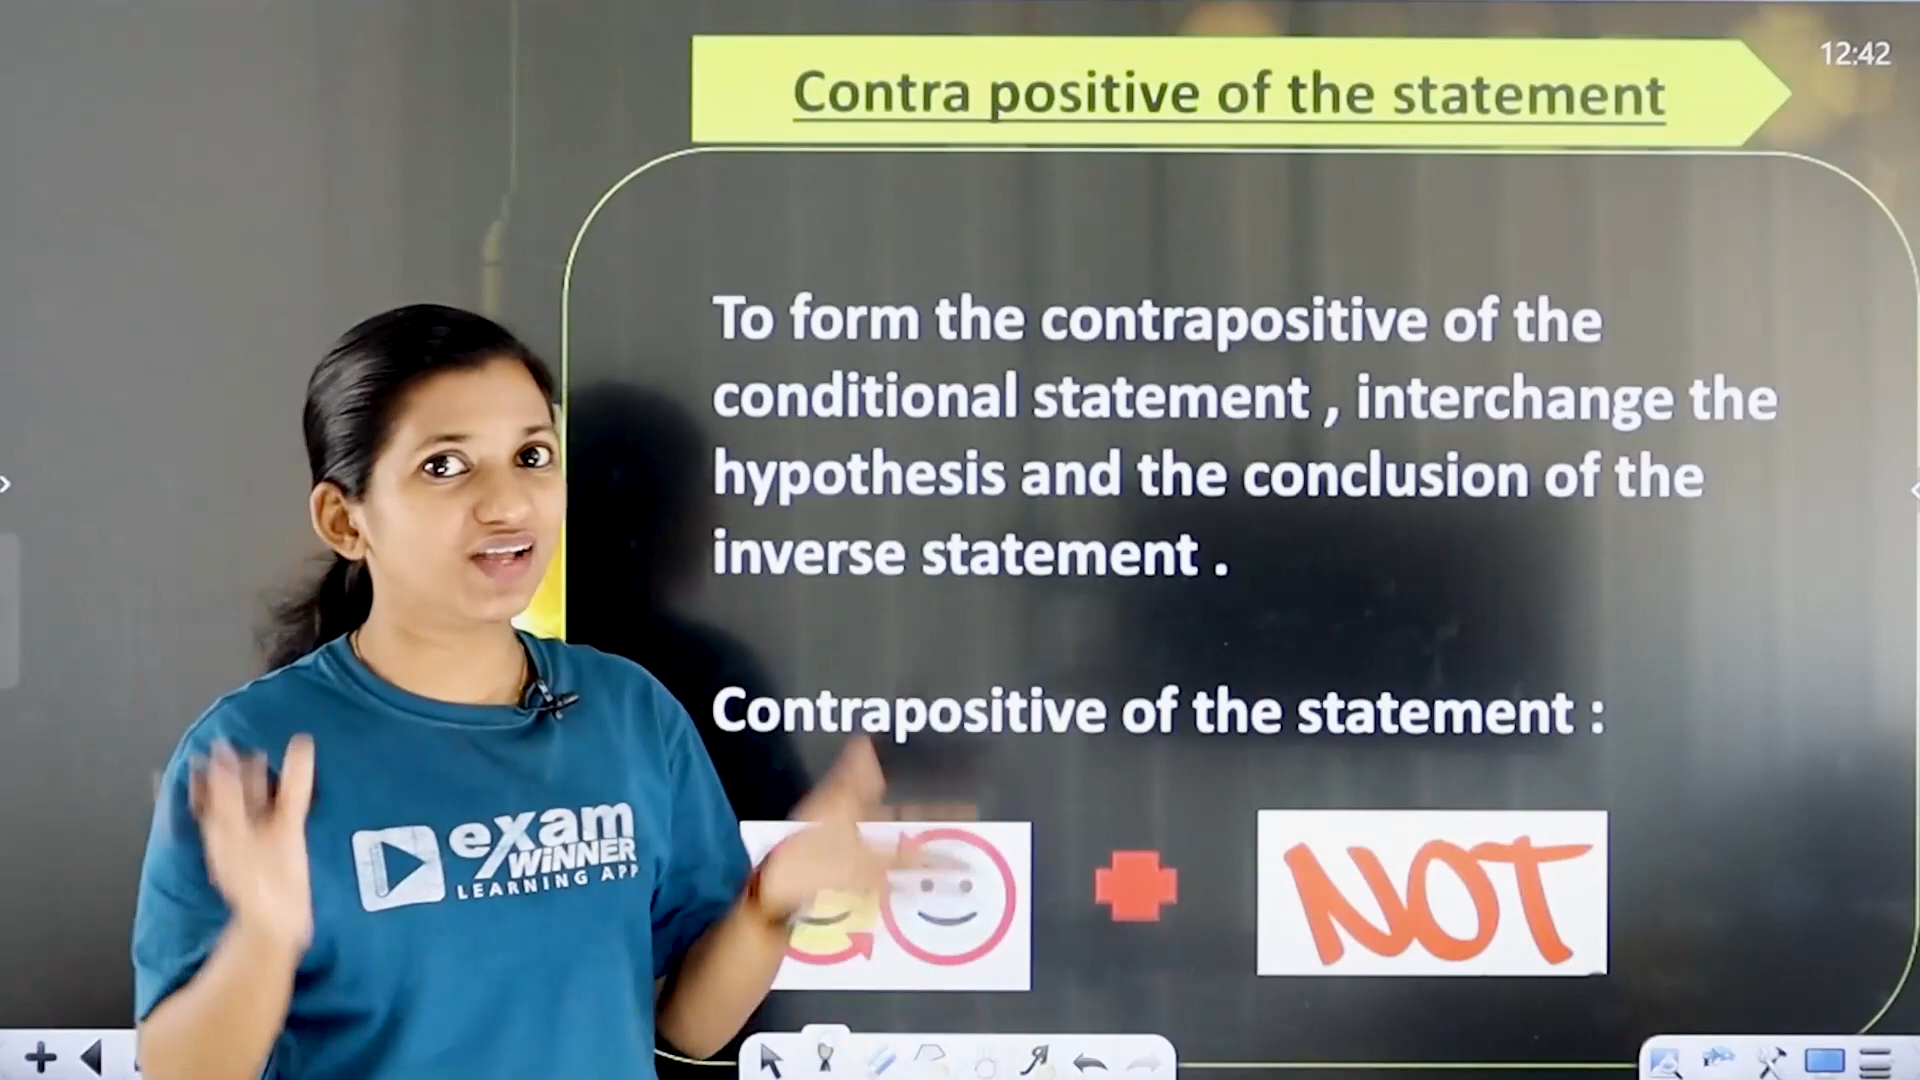 12:42
Contra positive of the statement
To form the contrapositive of the
conditional statement , interchange the
hypothesis and the conclusion of the
inverse statement .
Contrapositive of the statement :
NOT
exam
WiNNER
LEARNING APP